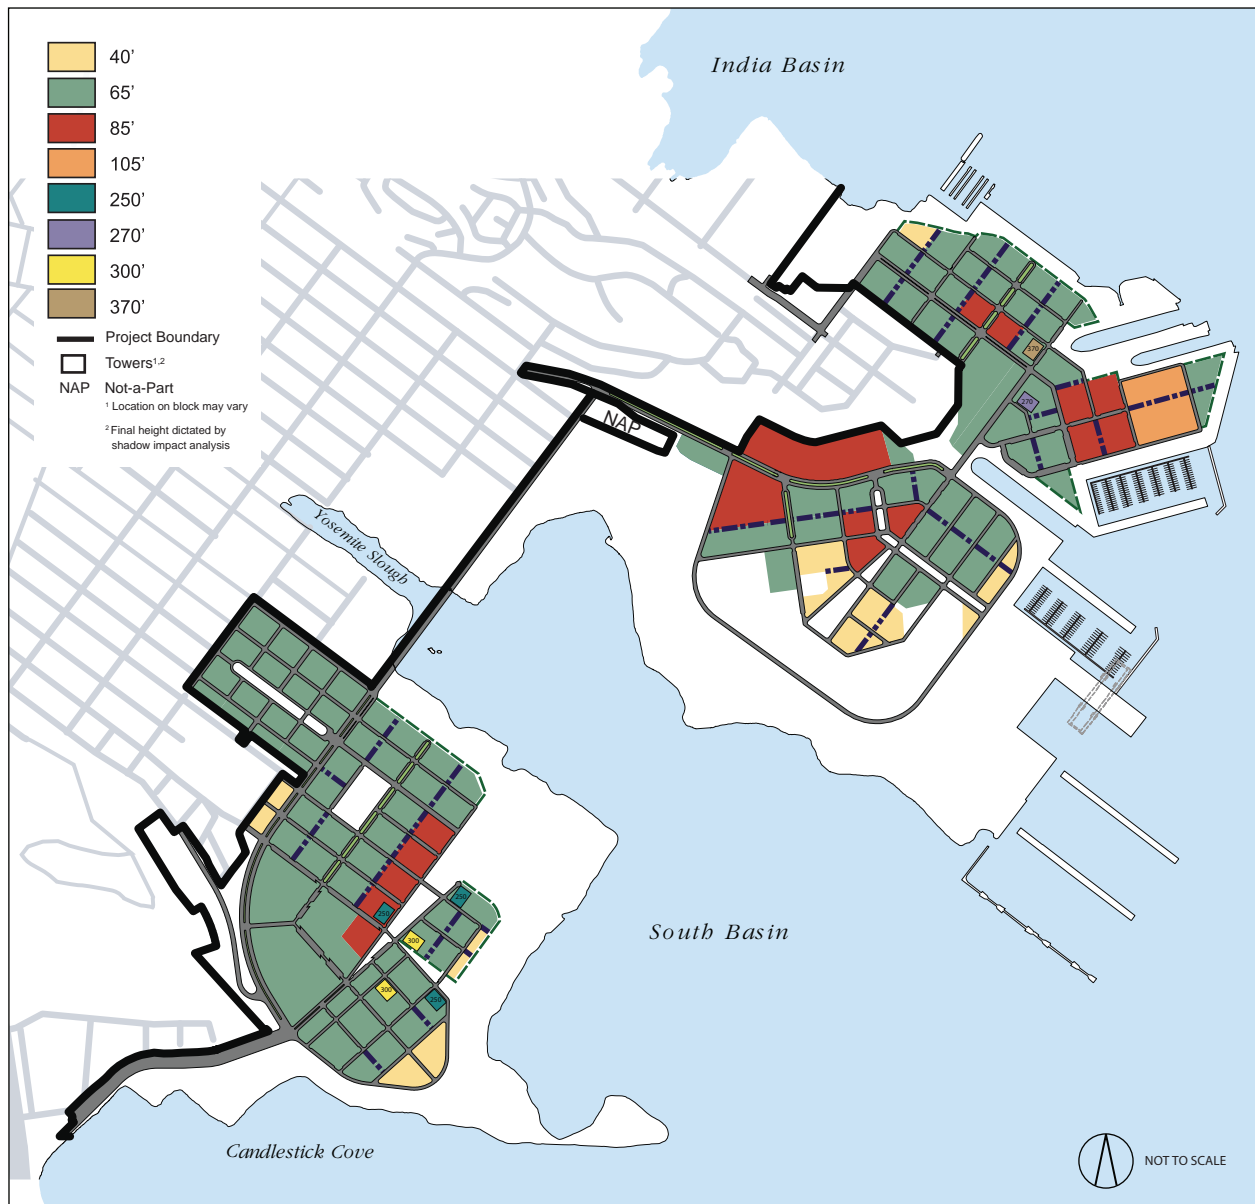 India Basin
40’
65’
85’
105’
250’
270’
300’
370’
Project Boundary
Towers¹,²
NAP Not-a-Part
¹ Location on block may vary
² Final height dictated by
shadow impact analysis
370
270
NAP
Yosemite Slough
250
250
300
300
250
South Basin
Candlestick Cove
NOT TO SCALE